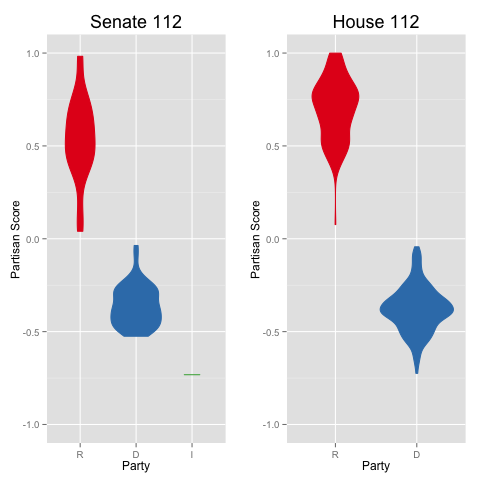 Senate 112
1.0
0.5
0.0
-0.5
-1.0
Partisan Score
R D I
Party
House 112
1.0
0.5
0.0
-0.5
-1.0
Partisan Score
R D
Party